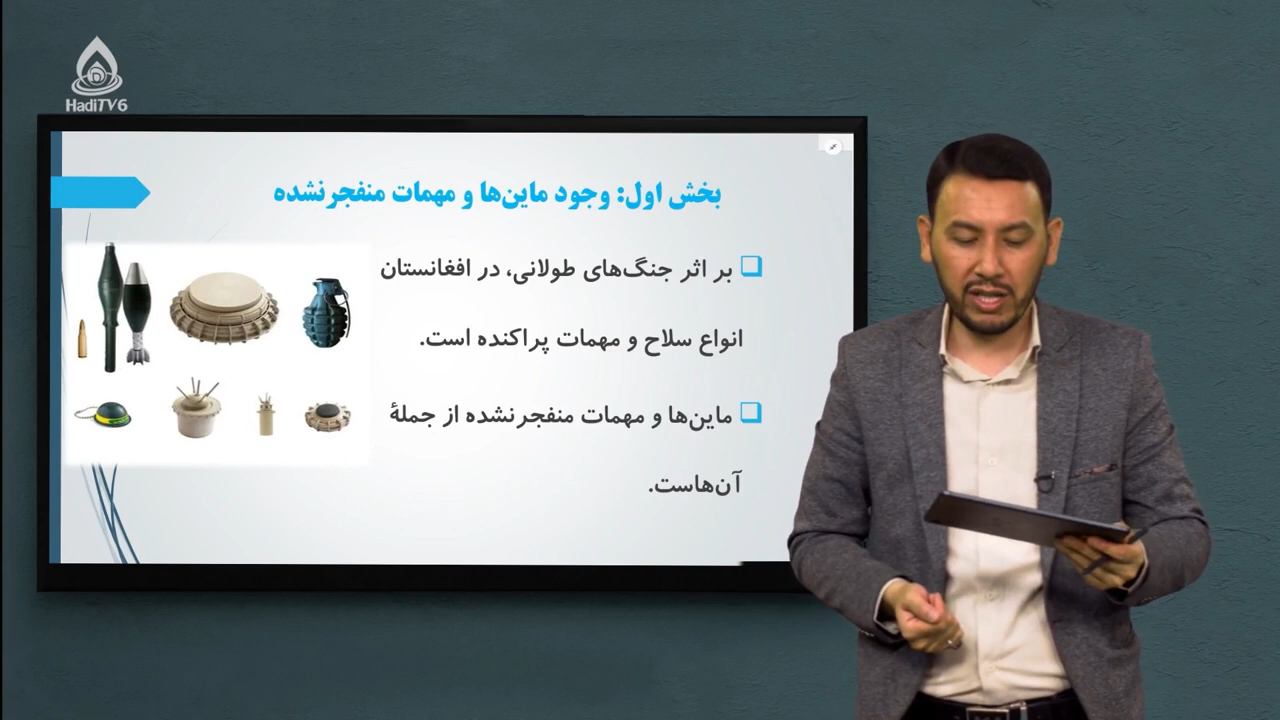 HadiTV6
بخش اول: وجود ماین‌ها و مهمات منفجرنشده
بر اثر جنگ‌های طولانی، در افغانستان
انواع سلاح و مهمات پراکنده است.
ماین‌ها و مهمات منفجرنشده از جملهٔ
آن‌هاست.